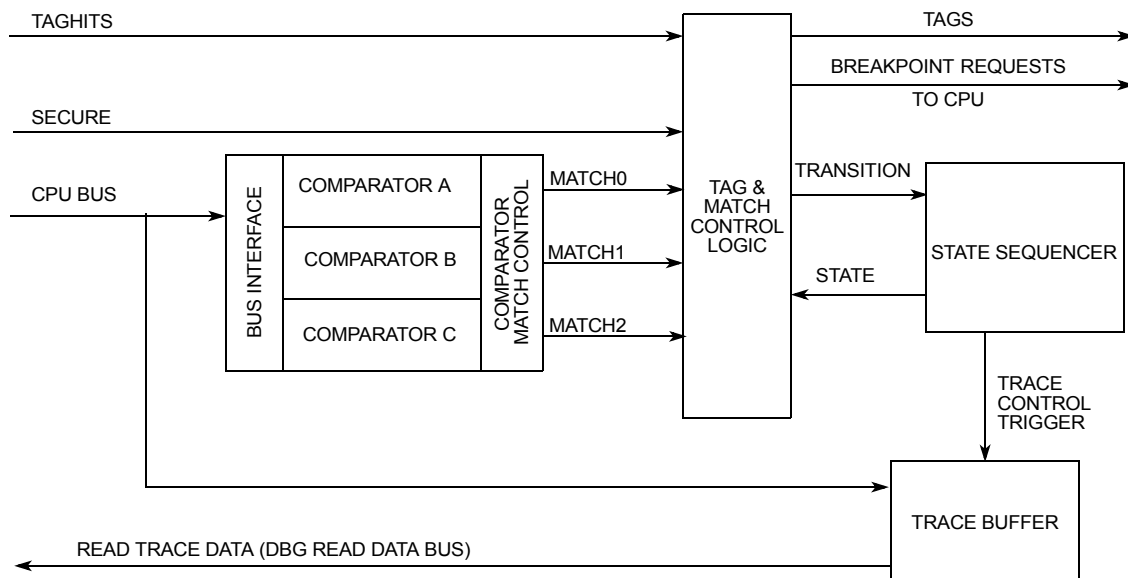 TAGHITS
TAGS
BREAKPOINT REQUESTS
TO CPU
SECURE
CPU BUS
BUS INTERFACE
COMPARATOR A
COMPARATOR B
COMPARATOR C
COMPARATOR
MATCH CONTROL
MATCH0
MATCH1
MATCH2
TAG &
MATCH
CONTROL
LOGIC
TRANSITION
STATE
STATE SEQUENCER
TRACE
CONTROL
TRIGGER
TRACE BUFFER
READ TRACE DATA (DBG READ DATA BUS)